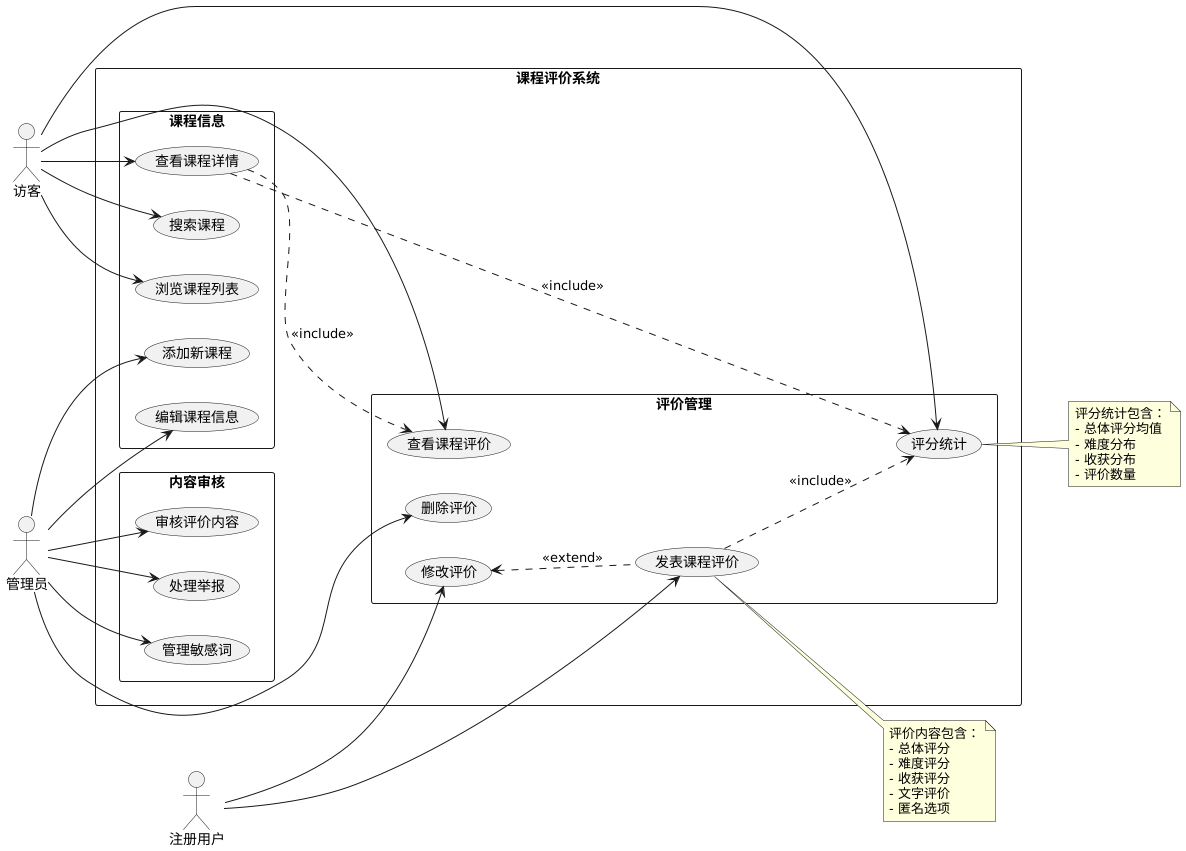 课程评价系统
课程信息
查看课程详情
访客
搜索课程
浏览课程列表
«include»
«include»
添加新课程
编辑课程信息
评价管理
查看课程评价
评分统计
评分统计包含：
- 总体评分均值
- 难度分布
- 收获分布
- 评价数量
内容审核
«include»
删除评价
审核评价内容
«extend»
发表课程评价
修改评价
管理员
处理举报
管理敏感词
评价内容包含：
- 总体评分
- 难度评分
- 收获评分
- 文字评价
- 匿名选项
注册用户